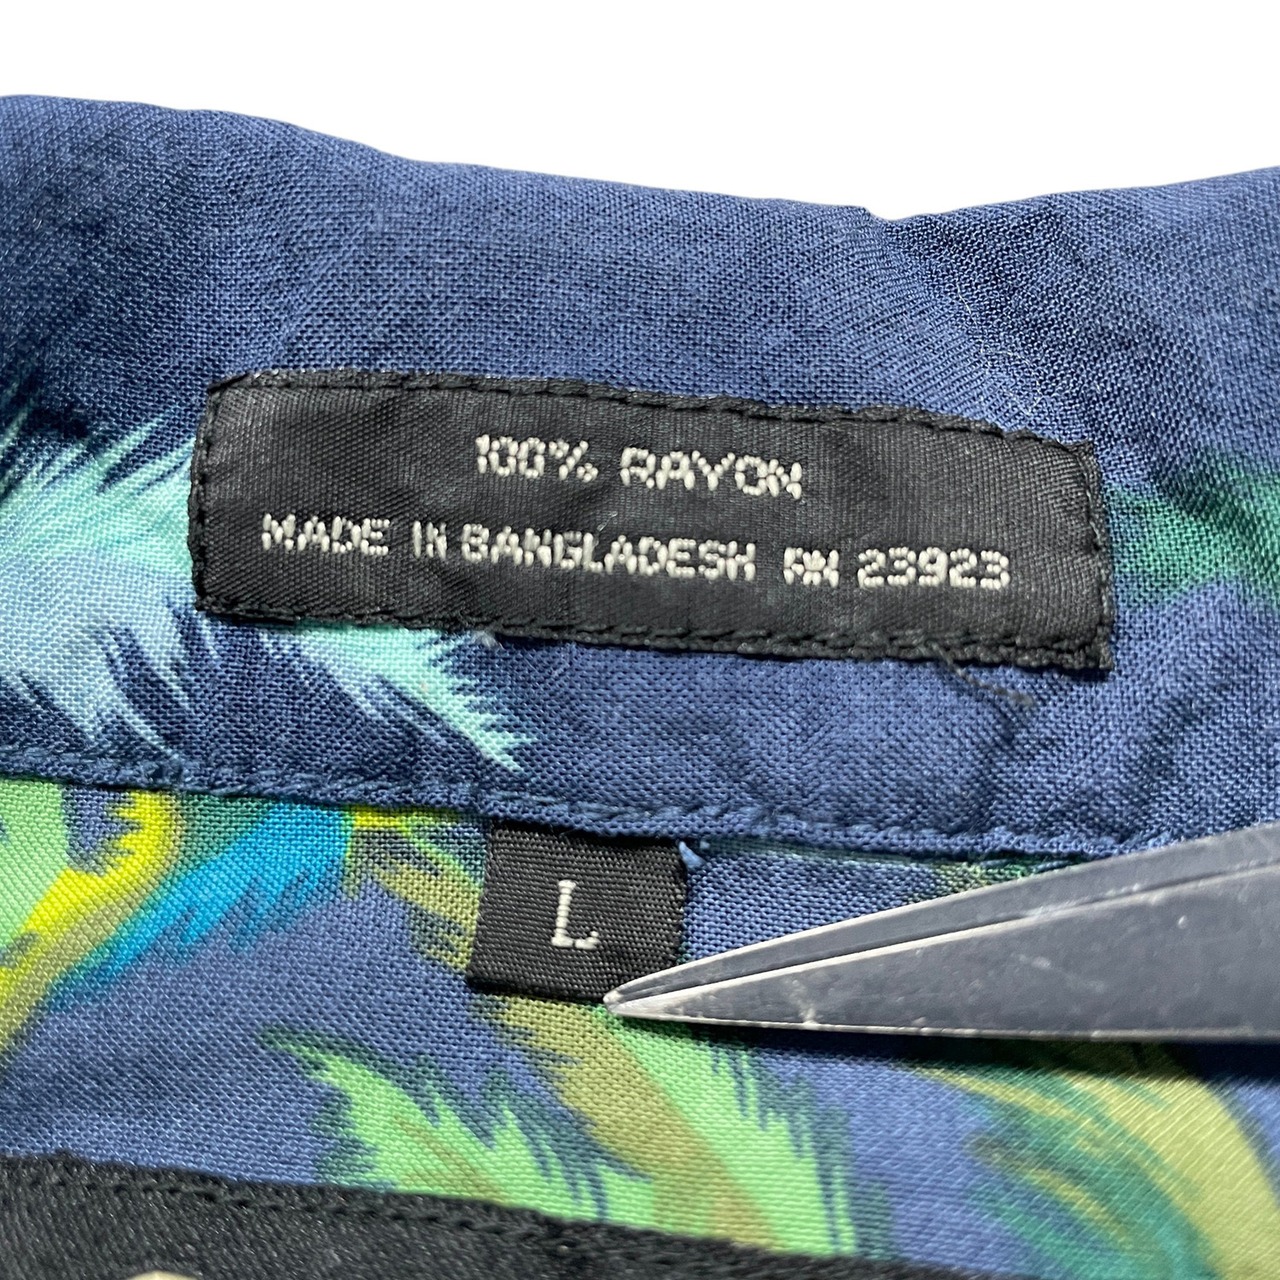 100% RAYON
MADE IN BANGLADESH RN 23923
L